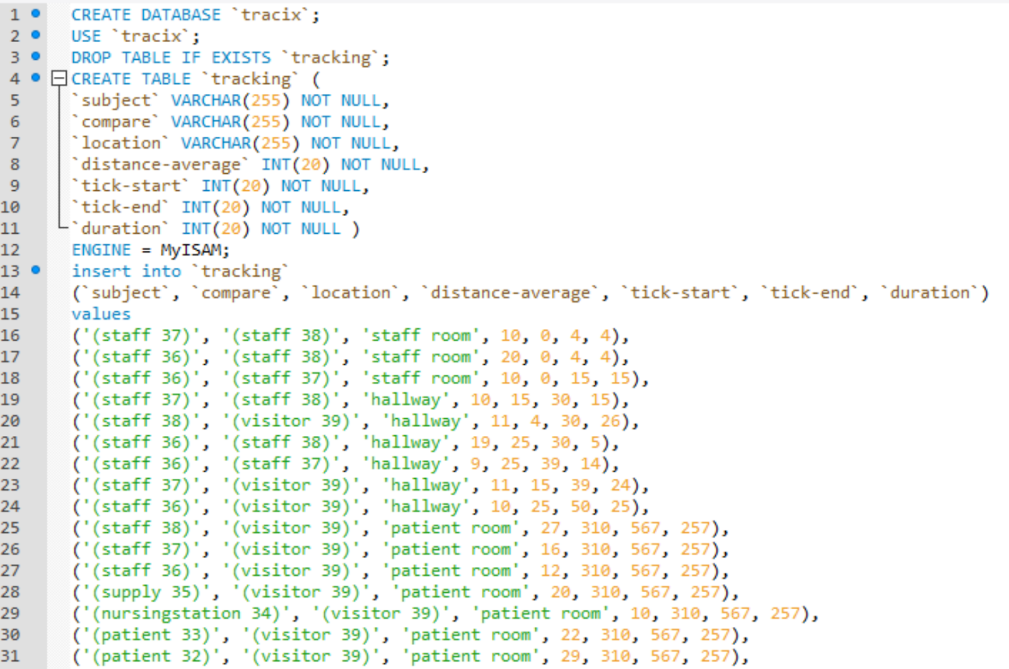 1 CREATE DATABASE `tracix`;
2 USE `tracix`;
3 DROP TABLE IF EXISTS `tracking`;
4 CREATE TABLE `tracking` (
5 `subject` VARCHAR(255) NOT NULL,
6 `compare` VARCHAR(255) NOT NULL,
7 `location` VARCHAR(255) NOT NULL,
8 `distance-average` INT(20) NOT NULL,
9 `tick-start` INT(20) NOT NULL,
10 `tick-end` INT(20) NOT NULL,
11 `duration` INT(20) NOT NULL )
12 ENGINE = MyISAM;
13 insert into `tracking`
14 (`subject`, `compare`, `location`, `distance-average`, `tick-start`, `tick-end`, `duration`)
15 values
16 ('(staff 37)', '(staff 38)', 'staff room', 10, 0, 4, 4),
17 ('(staff 36)', '(staff 38)', 'staff room', 20, 0, 4, 4),
18 ('(staff 36)', '(staff 37)', 'staff room', 10, 0, 15, 15),
19 ('(staff 37)', '(staff 38)', 'hallway', 10, 15, 30, 15),
20 ('(staff 38)', '(visitor 39)', 'hallway', 11, 4, 30, 26),
21 ('(staff 36)', '(staff 38)', 'hallway', 19, 25, 30, 5),
22 ('(staff 36)', '(staff 37)', 'hallway', 9, 25, 39, 14),
23 ('(staff 37)', '(visitor 39)', 'hallway', 11, 15, 39, 24),
24 ('(staff 36)', '(visitor 39)', 'hallway', 10, 25, 50, 25),
25 ('(staff 38)', '(visitor 39)', 'patient room', 27, 310, 567, 257),
26 ('(staff 37)', '(visitor 39)', 'patient room', 16, 310, 567, 257),
27 ('(staff 36)', '(visitor 39)', 'patient room', 12, 310, 567, 257),
28 ('(supply 35)', '(visitor 39)', 'patient room', 20, 310, 567, 257),
29 ('(nursingstation 34)', '(visitor 39)', 'patient room', 10, 310, 567, 257),
30 ('(patient 33)', '(visitor 39)', 'patient room', 22, 310, 567, 257),
31 ('(patient 32)', '(visitor 39)', 'patient room', 29, 310, 567, 257),